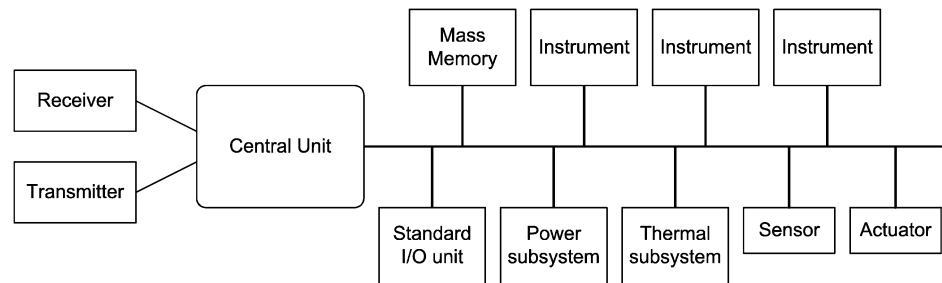 Mass
Memory
Instrument
Instrument
Instrument
Receiver
Central Unit
Transmitter
Standard
I/O unit
Power
subsystem
Thermal
subsystem
Sensor
Actuator